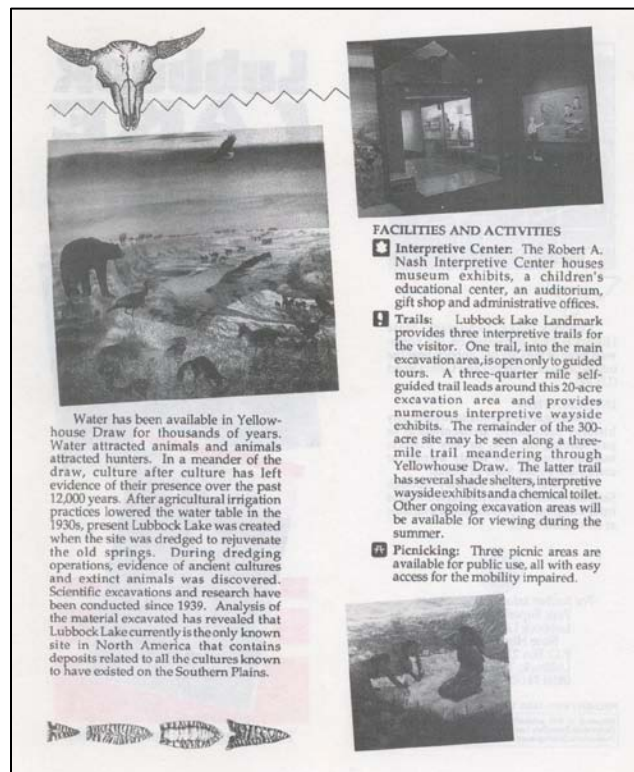 Water has been available in Yellow-
house Draw for thousands of years.
Water attracted animals and animals
attracted hunters. In a meander of the
draw, culture after culture has left
evidence of their presence over the past
12,000 years. After agricultural irrigation
practices lowered the water table in the
1930s, present Lubbock Lake was created
when the site was dredged to rejuvenate
the old springs. During dredging
operations, evidence of ancient cultures
and extinct animals was discovered.
Scientific excavations and research have
been conducted since 1939. Analysis of
the material excavated has revealed that
Lubbock Lake currently is the only known
site in North America that contains
deposits related to all the cultures known
to have existed on the Southern Plains.
FACILITIES AND ACTIVITIES
Interpretive Center: The Robert A.
Nash Interpretive Center houses
museum exhibits, a children's
educational center, an auditorium,
gift shop and administrative offices.
Trails: Lubbock Lake Landmark
provides three interpretive trails for
the visitor. One trail, into the main
excavation area, is open only to guided
tours. A three-quarter mile self-
guided trail leads around this 20-acre
excavation area and provides
numerous interpretive wayside
exhibits. The remainder of the 300-
acre site may be seen along a three-
mile trail meandering through
Yellowhouse Draw. The latter trail
has several shade shelters, interpretive
wayside exhibits and a chemical toilet.
Other ongoing excavation areas will
be available for viewing during the
summer.
Picnicking: Three picnic areas are
available for public use, all with easy
access for the mobility impaired.